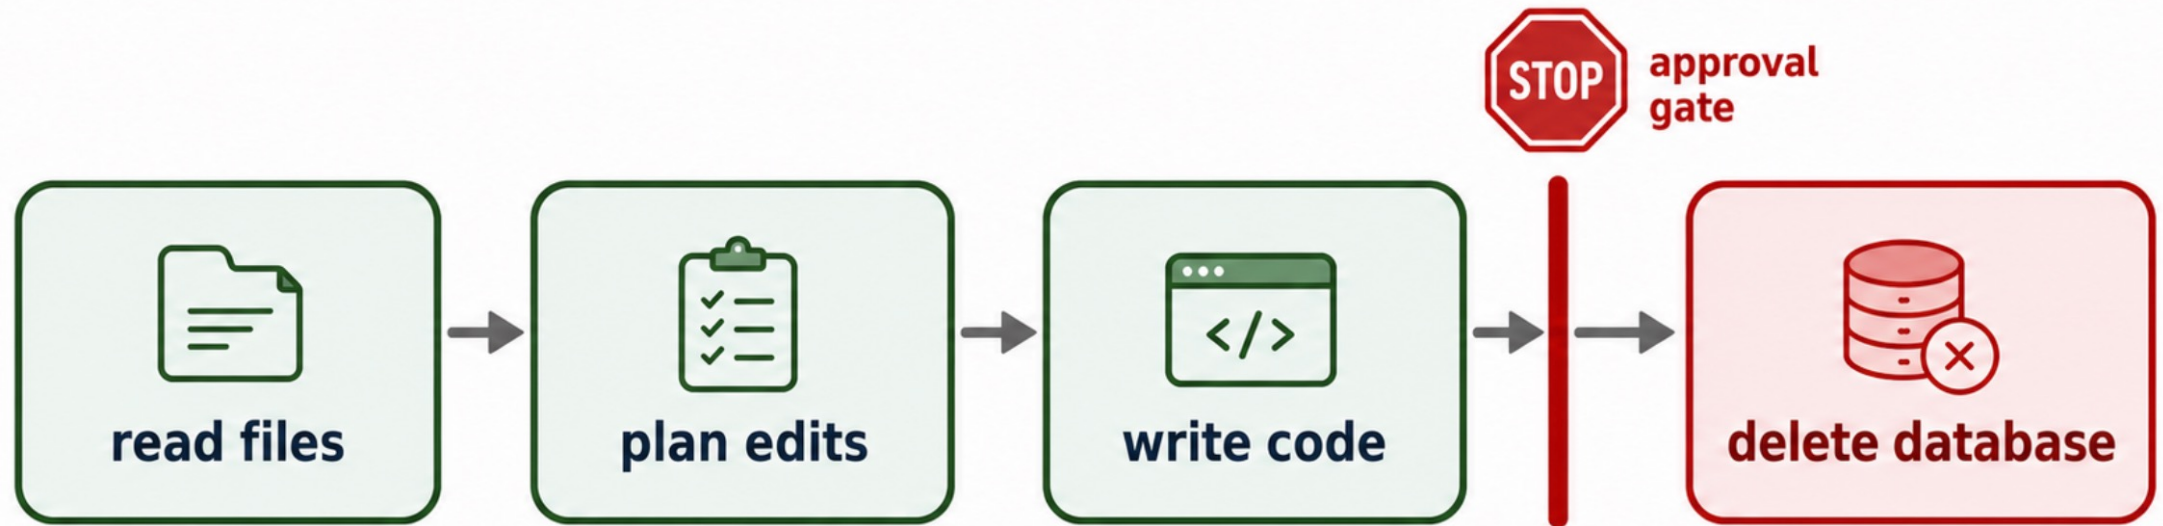 STOP
approval
gate
read files
plan edits
write code
delete database